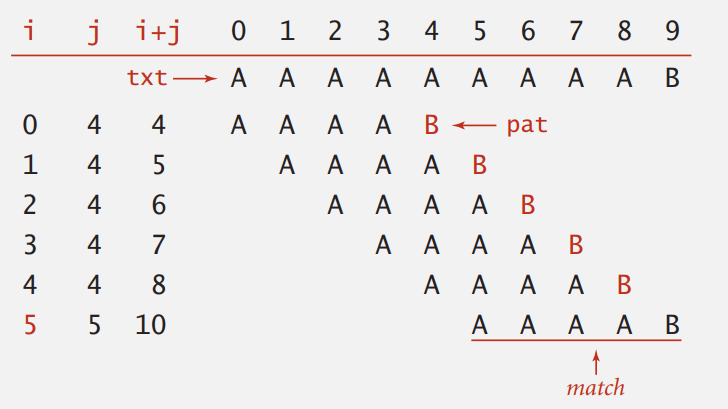 i j i+j 0 1 2 3 4 5 6 7 8 9
txt A A A A A A A A A B
0 4 4 A A A A B pat
1 4 5 A A A A B
2 4 6 A A A A B
3 4 7 A A A A B
4 4 8 A A A A B
5 5 10 A A A A B
match